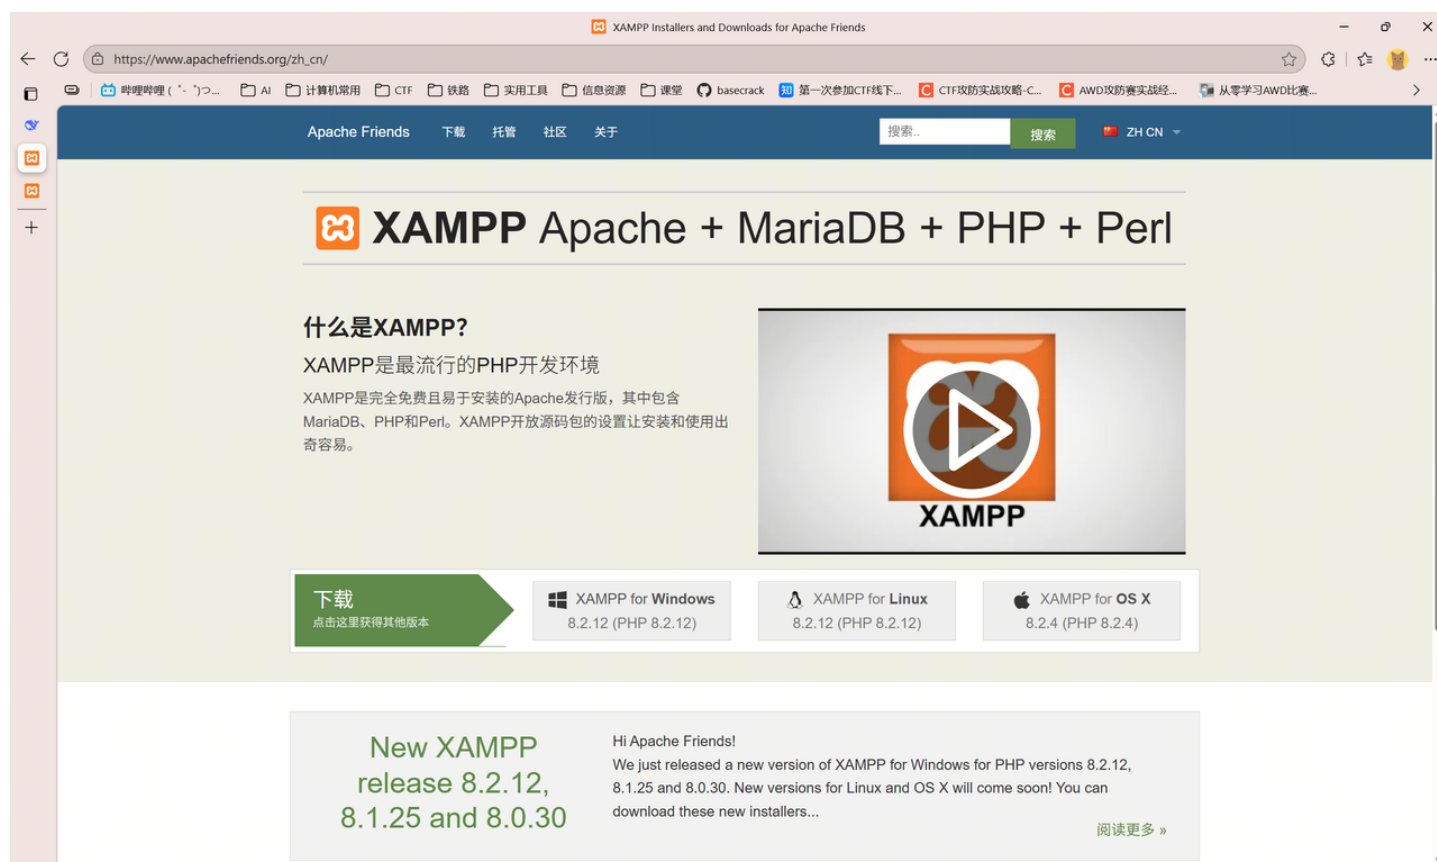 XAMPP Installers and Downloads for Apache Friends
https://www.apachefriends.org/zh_cn/
哔哩哔哩 (゜-゜)つ... AI 计算机常用 CTF 铁路 实用工具 信息资源 课堂 basecrack 知 第一次参加CTF线下... C CTF攻防实战攻略-C... C AWD攻防赛实战经... 从零学习AWD比赛...
Apache Friends 下载 托管 社区 关于 搜索.. 搜索 ZH CN
XAMPP Apache + MariaDB + PHP + Perl
什么是XAMPP?
XAMPP是最流行的PHP开发环境
XAMPP是完全免费且易于安装的Apache发行版，其中包含
MariaDB、PHP和Perl。XAMPP开放源码包的设置让安装和使用出
奇容易。
XAMPP
下载
点击这里获得其他版本
XAMPP for Windows
8.2.12 (PHP 8.2.12)
XAMPP for Linux
8.2.12 (PHP 8.2.12)
XAMPP for OS X
8.2.4 (PHP 8.2.4)
New XAMPP
release 8.2.12,
8.1.25 and 8.0.30
Hi Apache Friends!
We just released a new version of XAMPP for Windows for PHP versions 8.2.12,
8.1.25 and 8.0.30. New versions for Linux and OS X will come soon! You can
download these new installers...
阅读更多 »